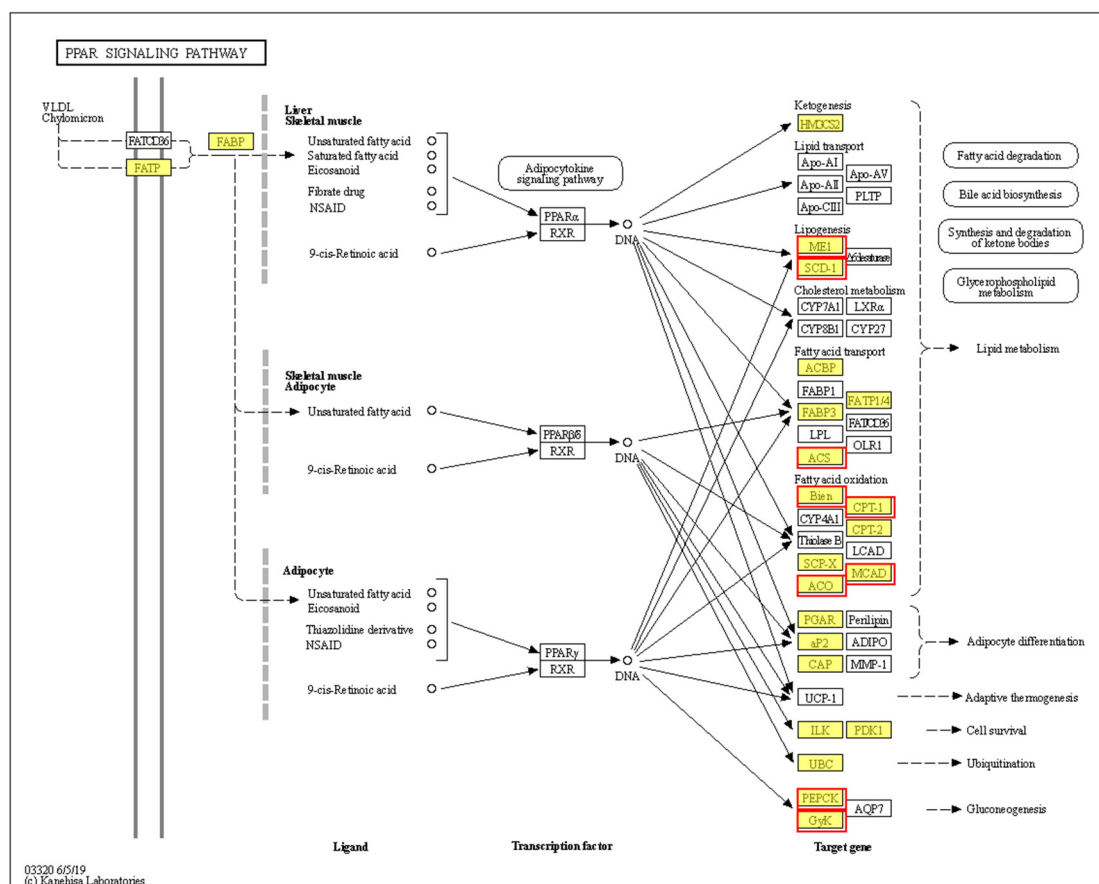 PPAR SIGNALING PATHWAY
VLDL
Chylomicron
FATCD36
FATP
FABP
Liver
Skeletal muscle
Unsaturated fatty acid
Saturated fatty acid
Eicosanoid
Fibrate drug
NSAID
9-cis-Retinoic acid
Adipocytokine
signaling pathway
PPARα
RXR
DNA
Skeletal muscle
Adipocyte
Unsaturated fatty acid
9-cis-Retinoic acid
PPARβ/δ
RXR
DNA
Adipocyte
Unsaturated fatty acid
Eicosanoid
Thiazolidine derivative
NSAID
9-cis-Retinoic acid
PPARγ
RXR
DNA
Ketogenesis
HMGCS2
Lipid transport
Apo-AI
Apo-AV
Apo-AII
PLTP
Apo-CIII
Lipogenesis
ME1
SCD-1
Cholesterol metabolism
CYP7A1
LXRα
CYP8B1
CYP27
Fatty acid transport
ACBP
FABP1
FATP1/4
FABP3
FATCD36
LPL
OLR1
ACS
Fatty acid oxidation
Bien
CPT-1
CYP4A1
CPT-2
Thiolase B
LCAD
SCP-X
MCAD
ACO
PGAR
Perilipin
aP2
ADIPO
CAP
MMP-1
UCP-1
ILK
PDK1
UBC
PEPCK
AQP7
GyK
Fatty acid degradation
Bile acid biosynthesis
Synthesis and degradation
of ketone bodies
Glycerophospholipid
metabolism
Lipid metabolism
Adipocyte differentiation
Adaptive thermogenesis
Cell survival
Ubiquitination
Gluconeogenesis
Ligand
Transcription factor
Target gene
03320 6/5/19
(c) Kanehisa Laboratories